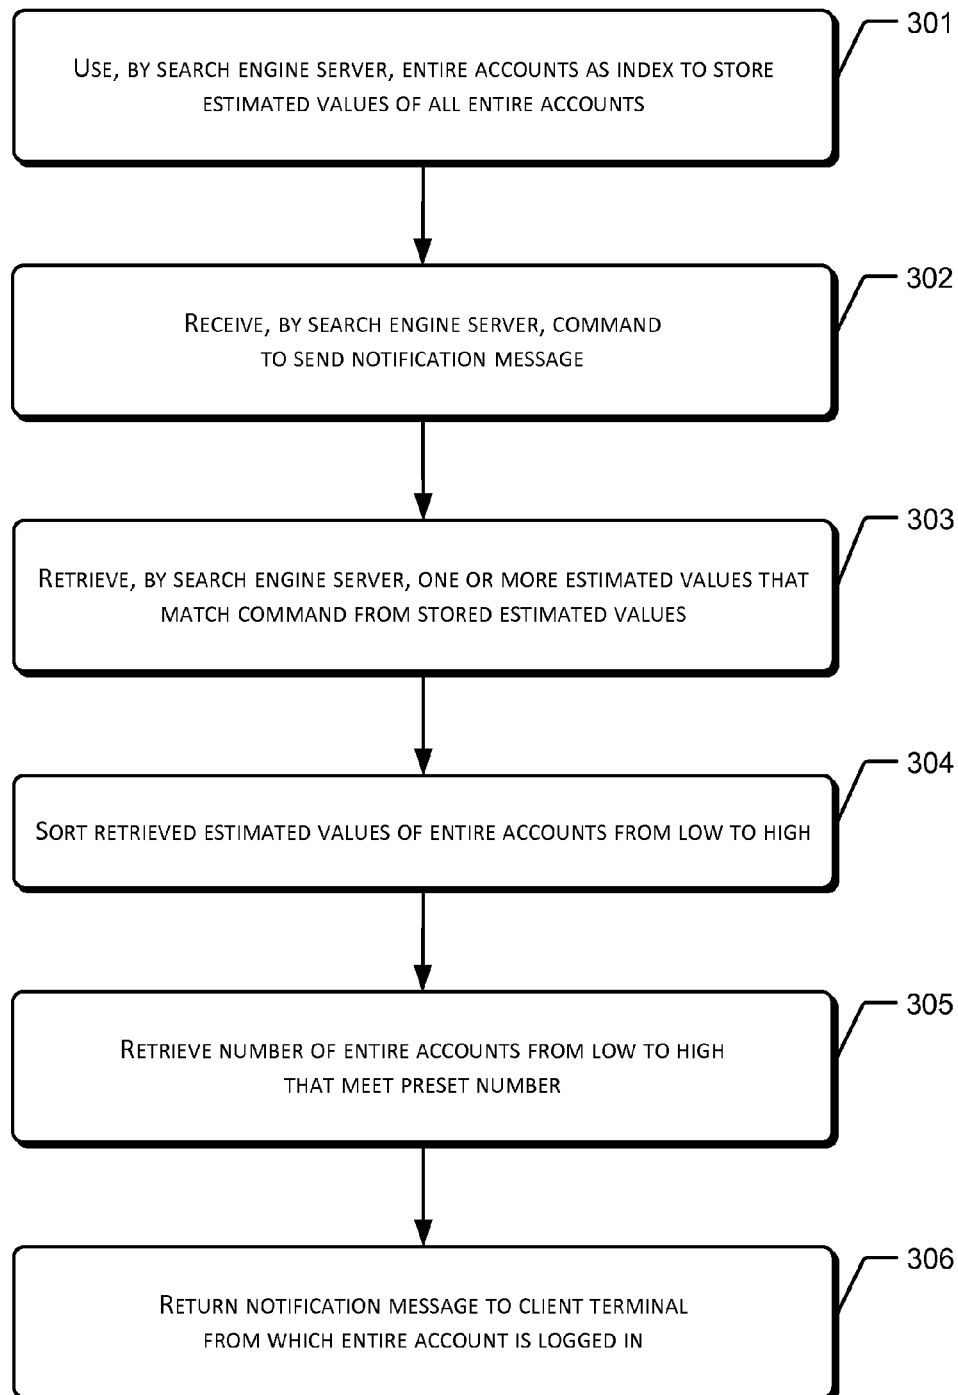 301
USE, BY SEARCH ENGINE SERVER, ENTIRE ACCOUNTS AS INDEX TO STORE
ESTIMATED VALUES OF ALL ENTIRE ACCOUNTS
302
RECEIVE, BY SEARCH ENGINE SERVER, COMMAND
TO SEND NOTIFICATION MESSAGE
303
RETRIEVE, BY SEARCH ENGINE SERVER, ONE OR MORE ESTIMATED VALUES THAT
MATCH COMMAND FROM STORED ESTIMATED VALUES
304
SORT RETRIEVED ESTIMATED VALUES OF ENTIRE ACCOUNTS FROM LOW TO HIGH
305
RETRIEVE NUMBER OF ENTIRE ACCOUNTS FROM LOW TO HIGH
THAT MEET PRESET NUMBER
306
RETURN NOTIFICATION MESSAGE TO CLIENT TERMINAL
FROM WHICH ENTIRE ACCOUNT IS LOGGED IN